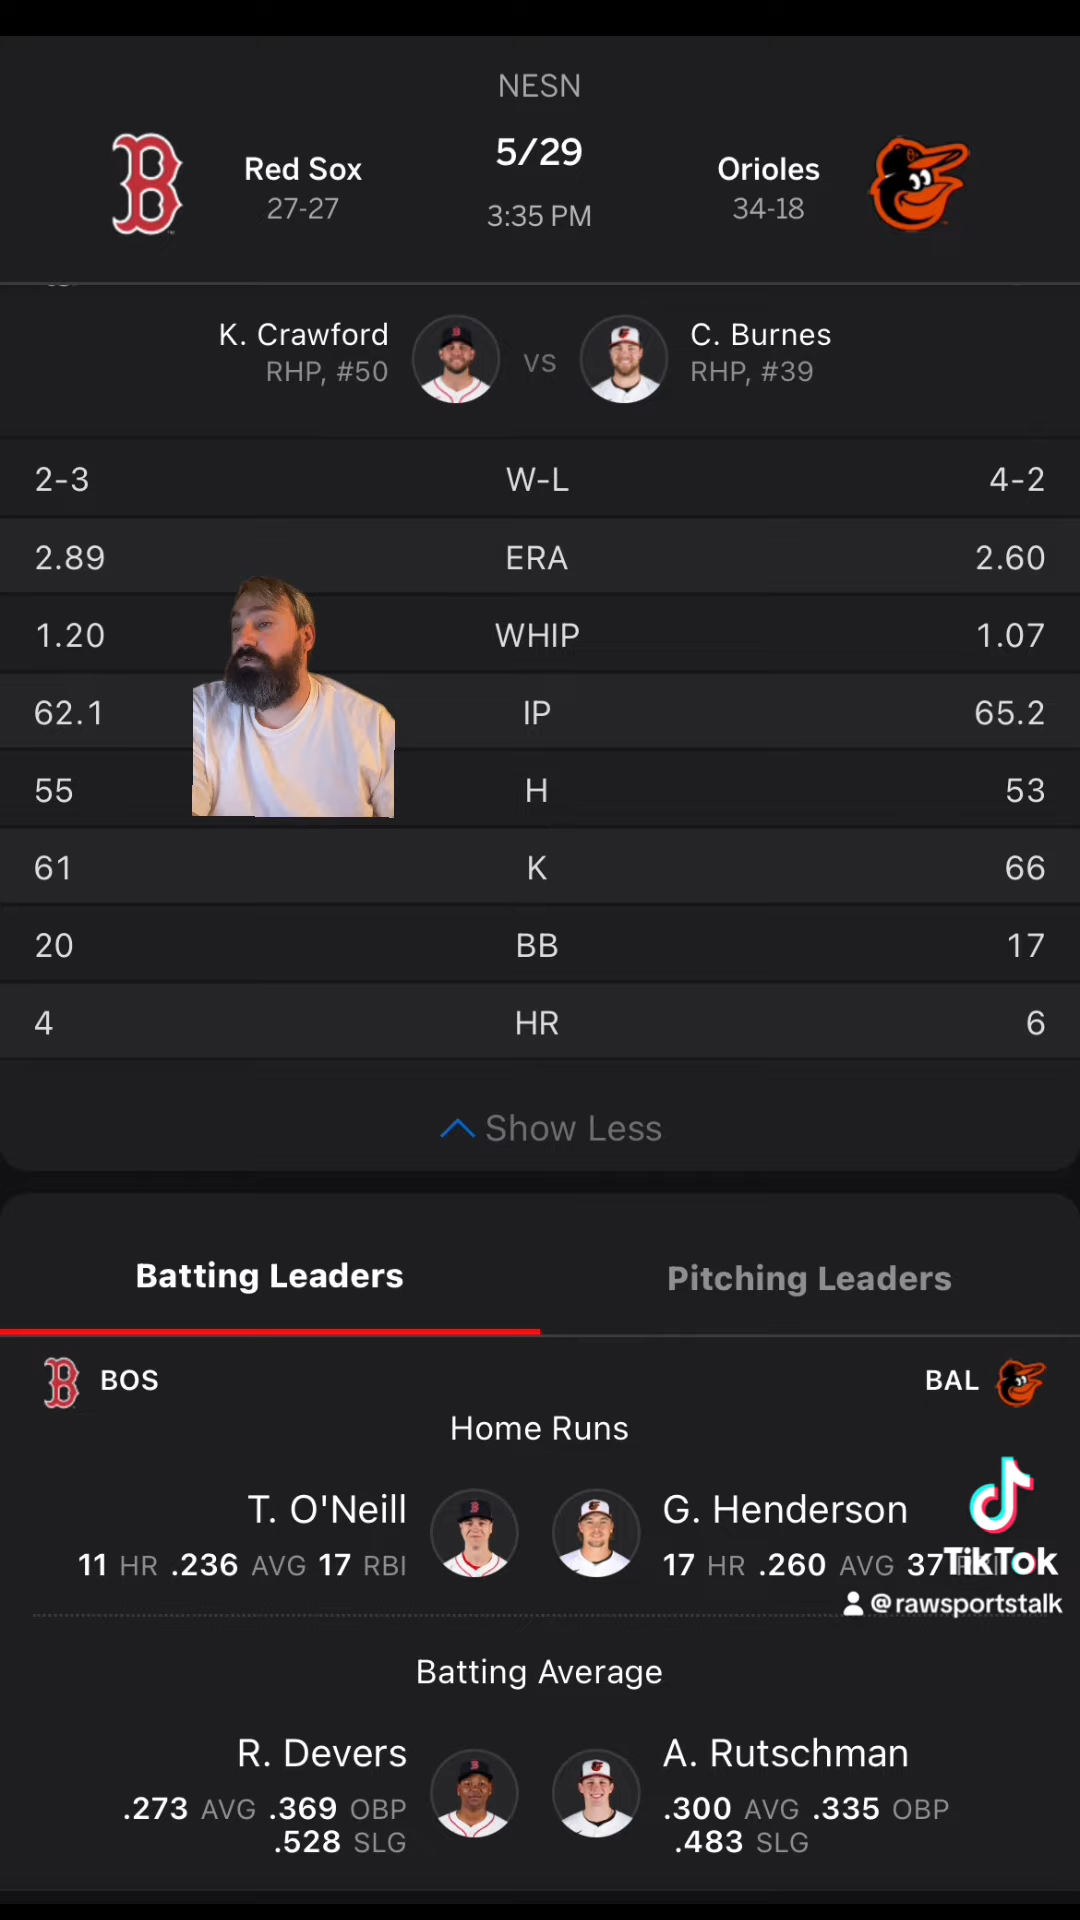 NESN
Red Sox
27-27
5/29
3:35 PM
Orioles
34-18
K. Crawford
RHP, #50
vs
C. Burnes
RHP, #39
2-3 W-L 4-2
2.89 ERA 2.60
1.20 WHIP 1.07
62.1 IP 65.2
55 H 53
61 K 66
20 BB 17
4 HR 6
Show Less
Batting Leaders
Pitching Leaders
B BOS
BAL
Home Runs
T. O'Neill
11 HR .236 AVG 17 RBI
G. Henderson
17 HR .260 AVG 37
TikTok
@rawsportstalk
Batting Average
R. Devers
.273 AVG .369 OBP
.528 SLG
A. Rutschman
.300 AVG .335 OBP
.483 SLG